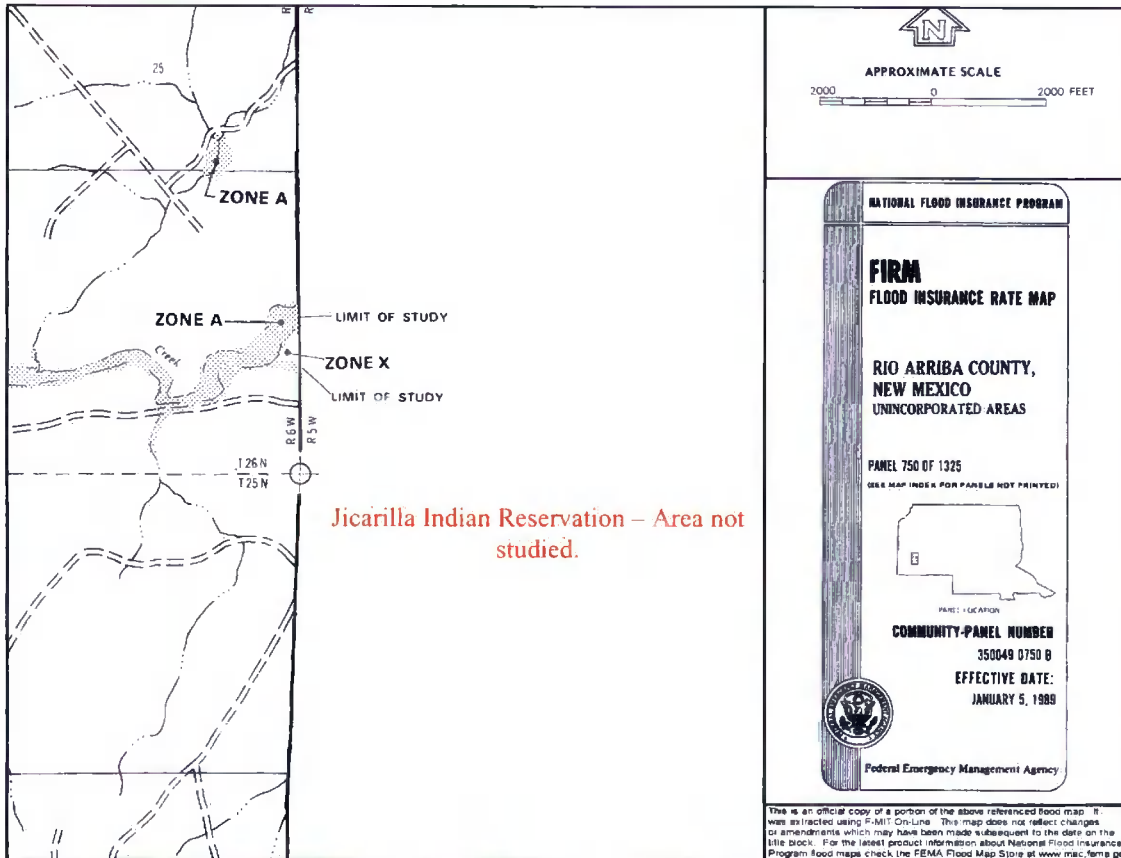 25
ZONE A
ZONE A
LIMIT OF STUDY
Creek
ZONE X
LIMIT OF STUDY
R6W
R5W
T26N
T25N
Jicarilla Indian Reservation – Area not
studied.
N
APPROXIMATE SCALE
2000 0 2000 FEET
NATIONAL FLOOD INSURANCE PROGRAM
FIRM
FLOOD INSURANCE RATE MAP
RIO ARRIBA COUNTY,
NEW MEXICO
UNINCORPORATED AREAS
PANEL 750 OF 1325
(SEE MAP INDEX FOR PANELS NOT PRINTED)
PANEL LOCATION
COMMUNITY-PANEL NUMBER
350049 0750 B
EFFECTIVE DATE:
JANUARY 5, 1989
Federal Emergency Management Agency
This is an official copy of a portion of the above referenced flood map. It
was extracted using F-MIT On-Line. This map does not reflect changes
or amendments which may have been made subsequent to the date on the
title block. For the latest product information about National Flood Insurance
Program flood maps check the FEMA Flood Map Store at www.msc.fema.go